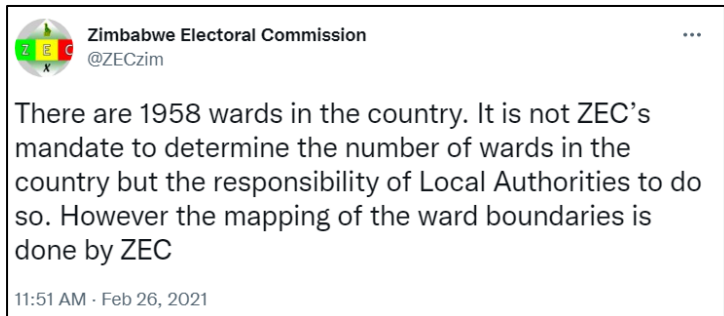 Zimbabwe Electoral Commission
@ZECzim
Z E C
X
There are 1958 wards in the country. It is not ZEC's
mandate to determine the number of wards in the
country but the responsibility of Local Authorities to do
so. However the mapping of the ward boundaries is
done by ZEC
11:51 AM · Feb 26, 2021